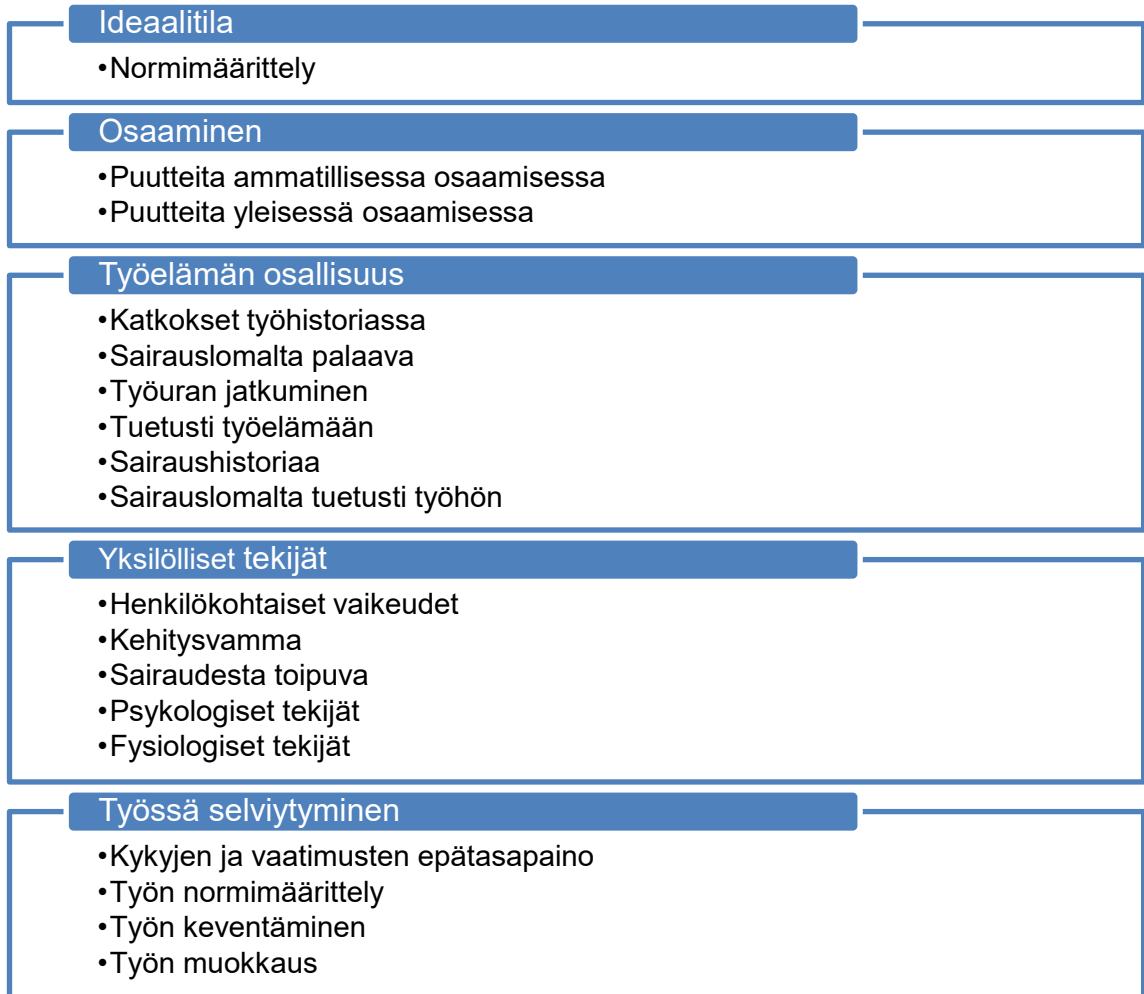 Ideaalitila
•Normimäärittely
Osaaminen
•Puutteita ammatillisessa osaamisessa
•Puutteita yleisessä osaamisessa
Työelämän osallisuus
•Katkokset työhistoriassa
•Sairauslomalta palaava
•Työuran jatkuminen
•Tuetusti työelämään
•Sairaushistoriaa
•Sairauslomalta tuetusti työhön
Yksilölliset tekijät
•Henkilökohtaiset vaikeudet
•Kehitysvamma
•Sairaudesta toipuva
•Psykologiset tekijät
•Fysiologiset tekijät
Työssä selviytyminen
•Kykyjen ja vaatimusten epätasapaino
•Työn normimäärittely
•Työn keventäminen
•Työn muokkaus